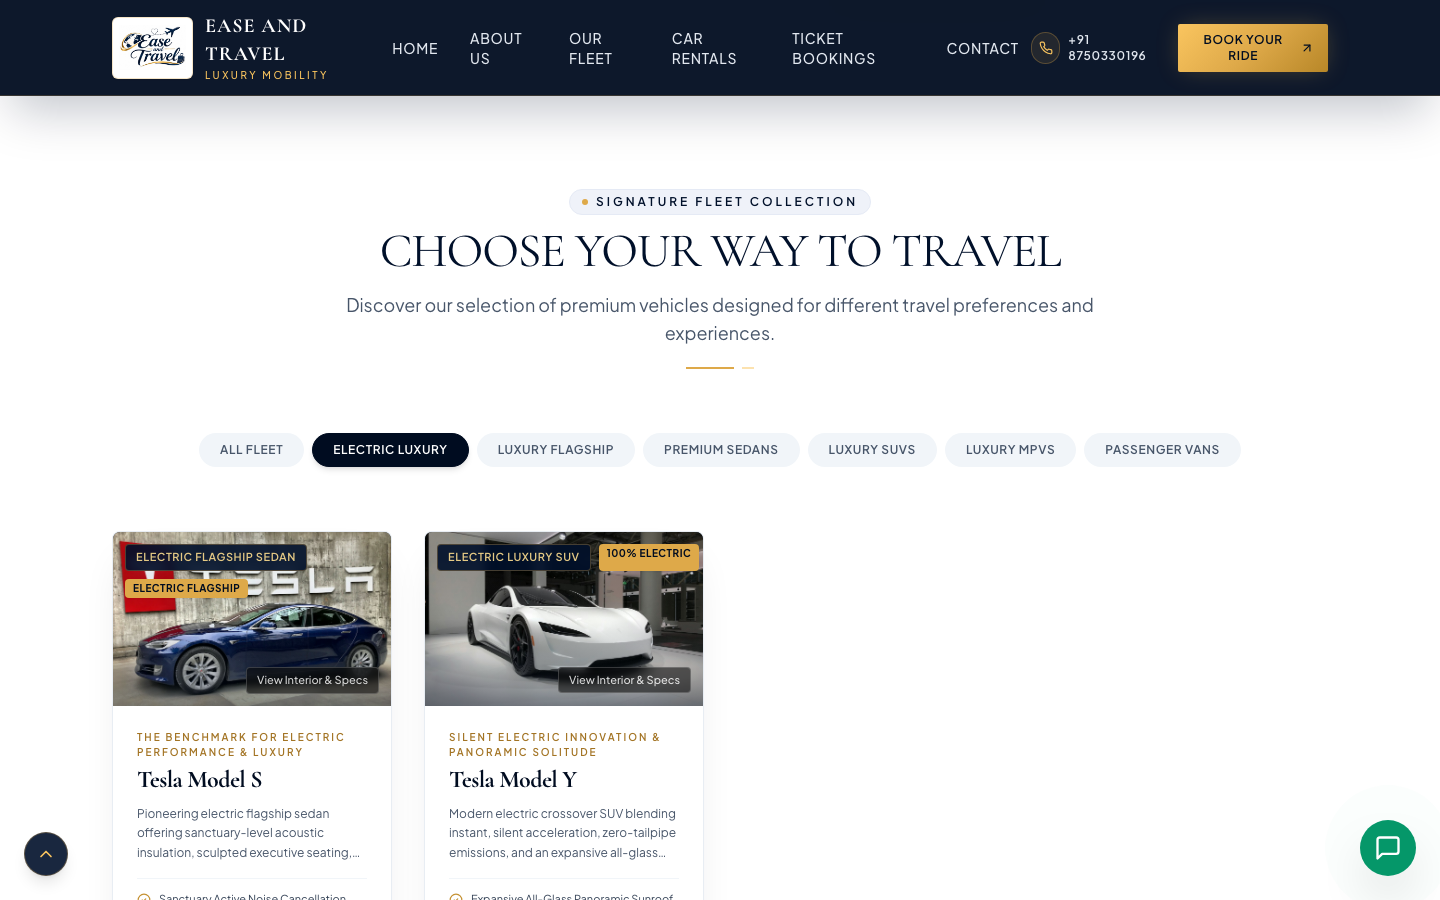 Ease and Travel
EASE AND
TRAVEL
LUXURY MOBILITY
HOME
ABOUT
US
OUR
FLEET
CAR
RENTALS
TICKET
BOOKINGS
CONTACT
+91
8750330196
BOOK YOUR
RIDE
SIGNATURE FLEET COLLECTION
CHOOSE YOUR WAY TO TRAVEL
Discover our selection of premium vehicles designed for different travel preferences and
experiences.
ALL FLEET
ELECTRIC LUXURY
LUXURY FLAGSHIP
PREMIUM SEDANS
LUXURY SUVS
LUXURY MPVS
PASSENGER VANS
ELECTRIC FLAGSHIP SEDAN
ELECTRIC FLAGSHIP
TESLA
View Interior & Specs
THE BENCHMARK FOR ELECTRIC
PERFORMANCE & LUXURY
Tesla Model S
Pioneering electric flagship sedan
offering sanctuary-level acoustic
insulation, sculpted executive seating,...
Sanctuary Active Noise Cancellation
ELECTRIC LUXURY SUV
100% ELECTRIC
View Interior & Specs
SILENT ELECTRIC INNOVATION &
PANORAMIC SOLITUDE
Tesla Model Y
Modern electric crossover SUV blending
instant, silent acceleration, zero-tailpipe
emissions, and an expansive all-glass...
Expansive All-Glass Panoramic Sunroof